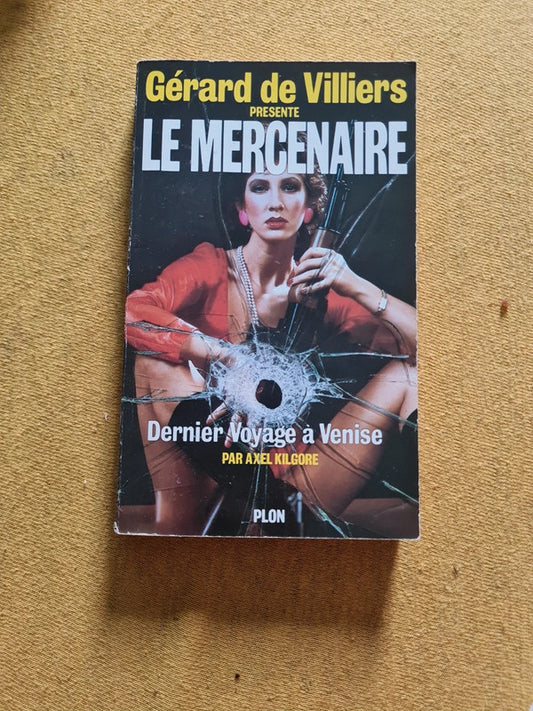 Gérard de Villiers
PRESENTE
LE MERCENAIRE
Dernier Voyage à Venise
PAR AXEL KILGORE
PLON